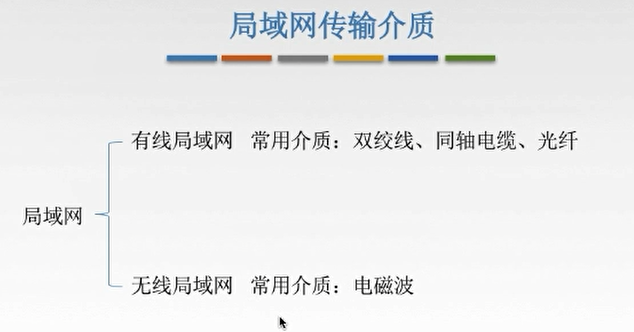 局域网传输介质
有线局域网 常用介质：双绞线、同轴电缆、光纤
局域网
无线局域网 常用介质：电磁波